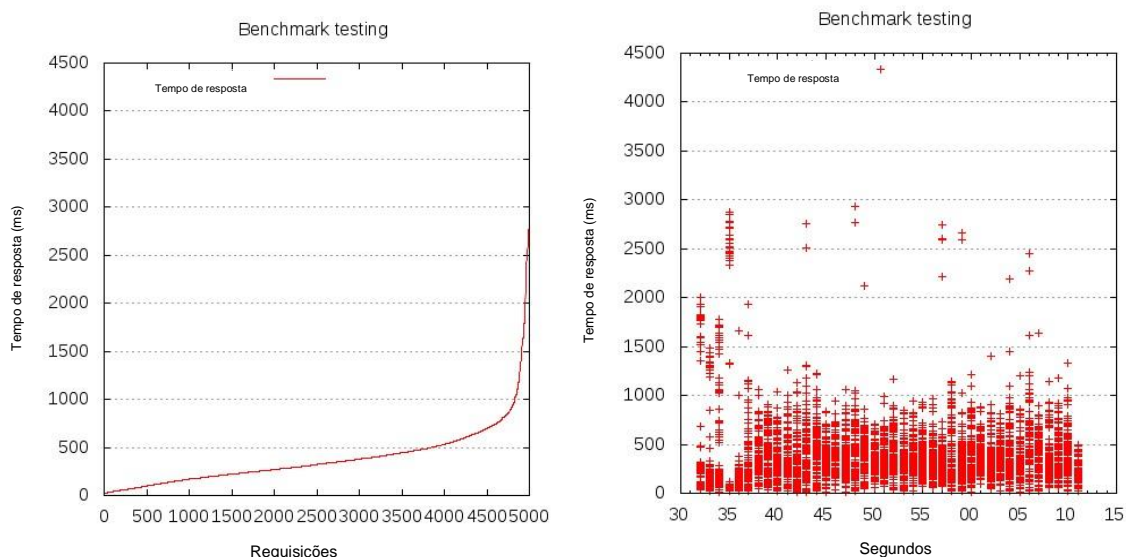 Benchmark testing
4500
4000
3500
3000
2500
2000
1500
1000
500
0
Tempo de resposta
Tempo de resposta (ms)
0 500 1000 1500 2000 2500 3000 3500 4000 4500 5000
Requisições
Benchmark testing
4500
4000
3500
3000
2500
2000
1500
1000
500
0
Tempo de resposta
Tempo de resposta (ms)
30 35 40 45 50 55 00 05 10 15
Segundos